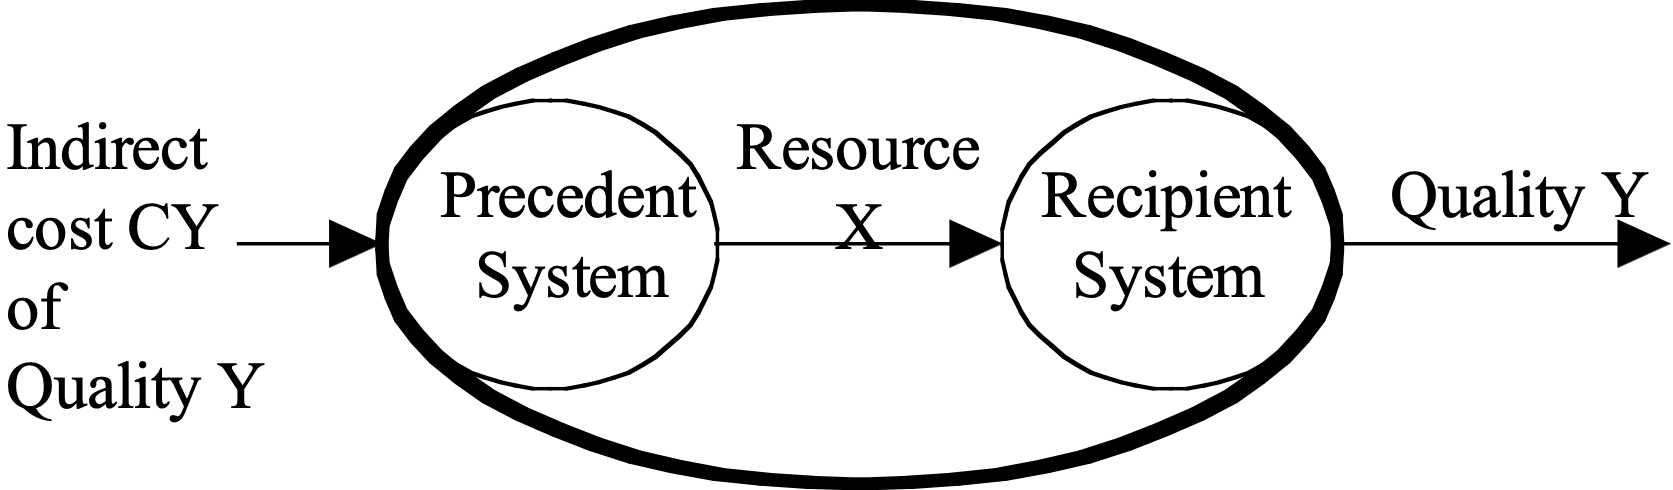 Indirect
cost CY
of
Quality Y
Precedent
System
Resource
X
Recipient
System
Quality Y